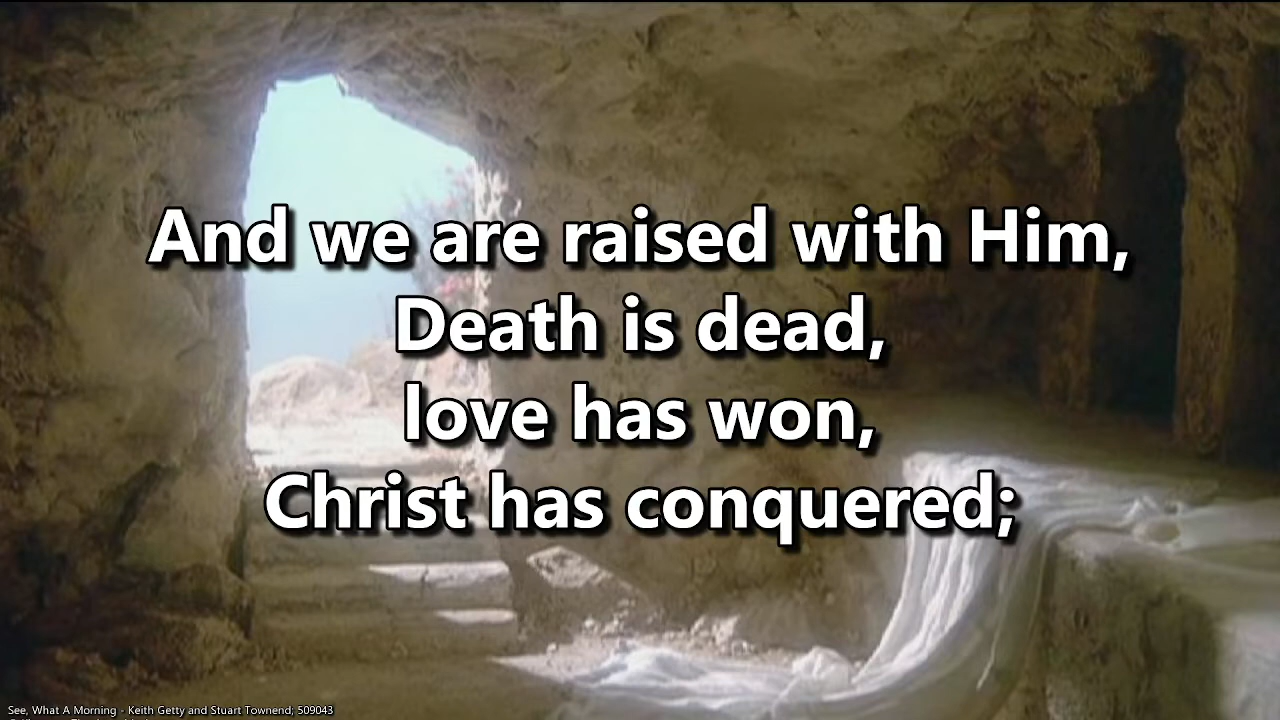 And we are raised with Him,
Death is dead,
love has won,
Christ has conquered;
See, What A Morning - Keith Getty and Stuart Townend; 509043